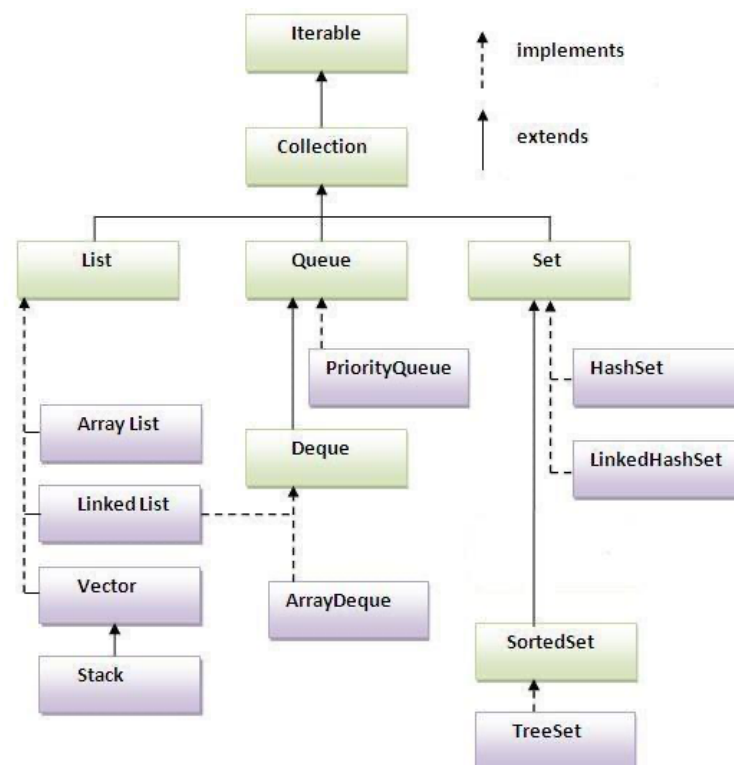 Iterable
implements
extends
Collection
List
Queue
Set
PriorityQueue
HashSet
Array List
Deque
LinkedHashSet
Linked List
Vector
ArrayDeque
SortedSet
Stack
TreeSet